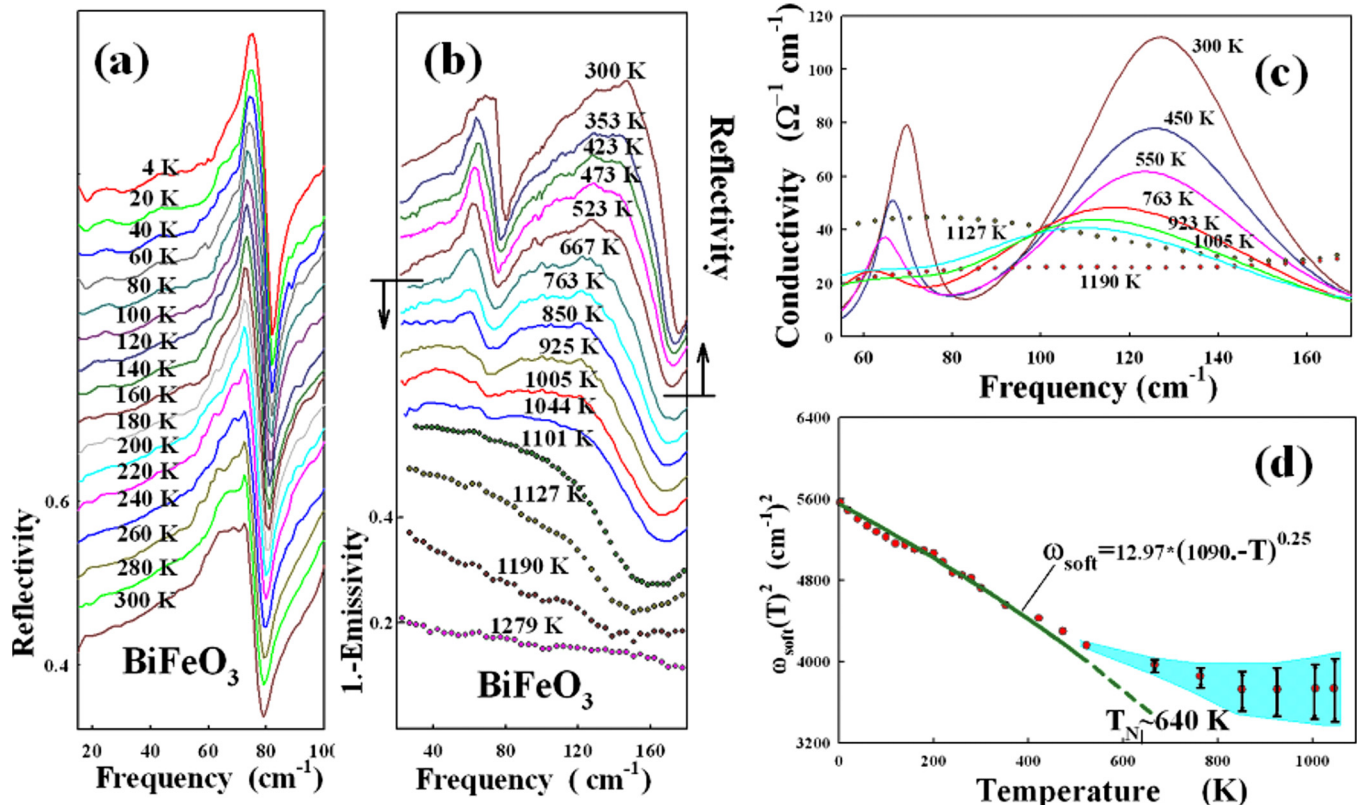 (a)
4 K
20 K
40 K
60 K
80 K
100 K
120 K
140 K
160 K
180 K
200 K
220 K
240 K
260 K
280 K
300 K
BiFeO3
Reflectivity
0.6
0.4
20 40 60 80 100
Frequency (cm-1)
(b)
300 K
353 K
423 K
473 K
523 K
667 K
763 K
850 K
925 K
1005 K
1044 K
1101 K
1127 K
1190 K
1279 K
BiFeO3
1.-Emissivity
0.4
0.2
Reflectivity
40 80 120 160
Frequency ( cm-1)
(c)
Conductivity (Ω-1 cm-1)
120
100
80
60
40
20
0
300 K
450 K
550 K
763 K
923 K
1005 K
1127 K
1190 K
60 80 100 120 140 160
Frequency (cm-1)
(d)
ωsoft(T)2 (cm-1)2
6400
5600
4800
4000
3200
ωsoft=12.97*(1090.-T)0.25
TN~640 K
0 200 400 600 800 1000
Temperature (K)